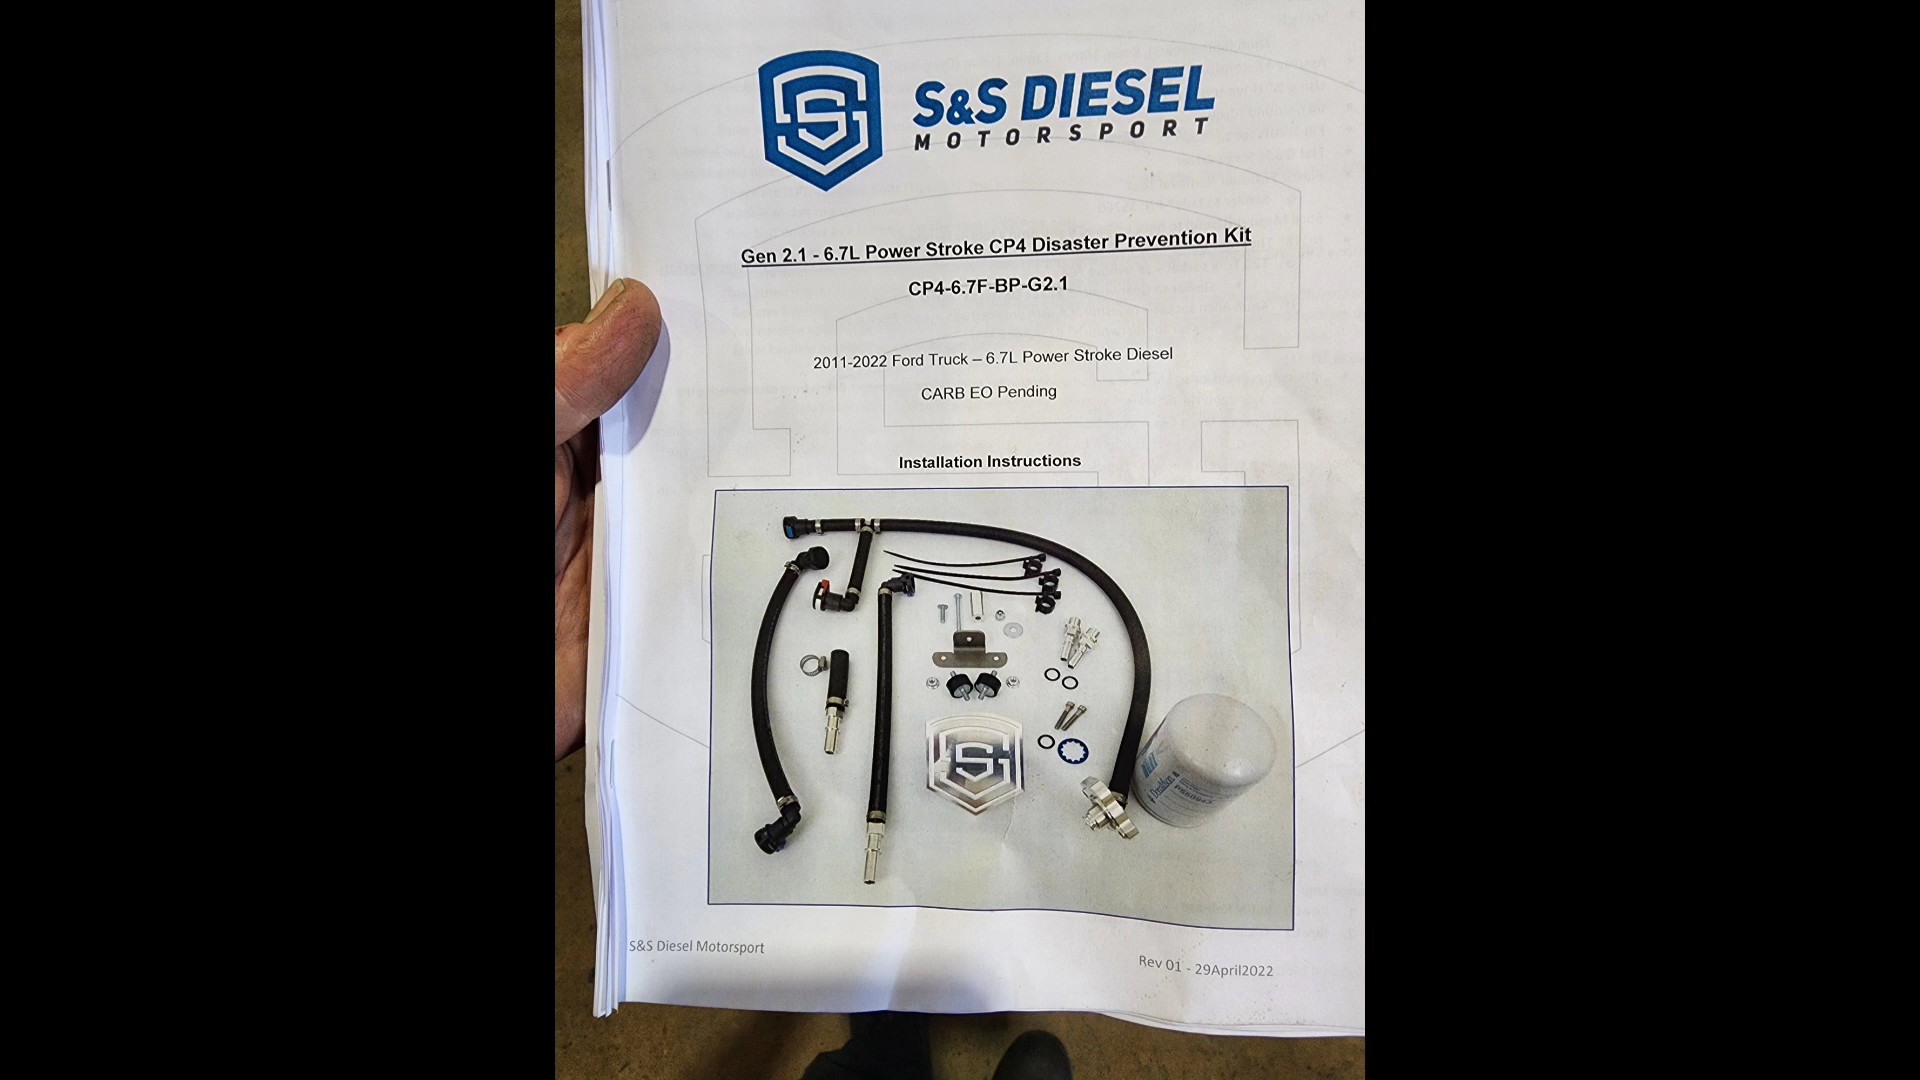 S&S DIESEL
MOTORSPORT
Gen 2.1 - 6.7L Power Stroke CP4 Disaster Prevention Kit
CP4-6.7F-BP-G2.1
2011-2022 Ford Truck – 6.7L Power Stroke Diesel
CARB EO Pending
Installation Instructions
Donaldson
S&S Diesel Motorsport
Rev 01 - 29April2022